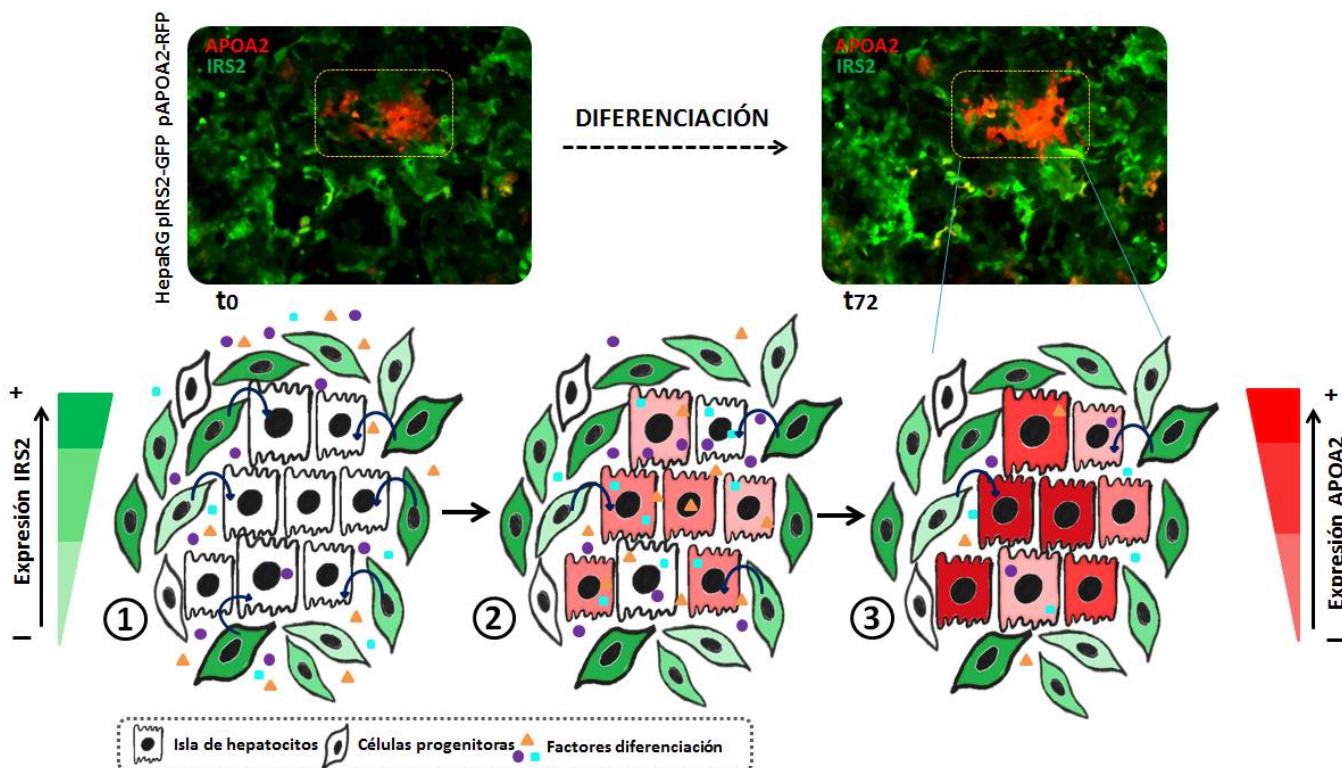 HepaRG pIRS2-GFP pAPOA2-RFP
APOA2
IRS2
DIFERENCIACIÓN
APOA2
IRS2
t0
t72
Expresión IRS2
+
1
2
3
Expresión APOA2
+
Isla de hepatocitos
Células progenitoras
Factores diferenciación